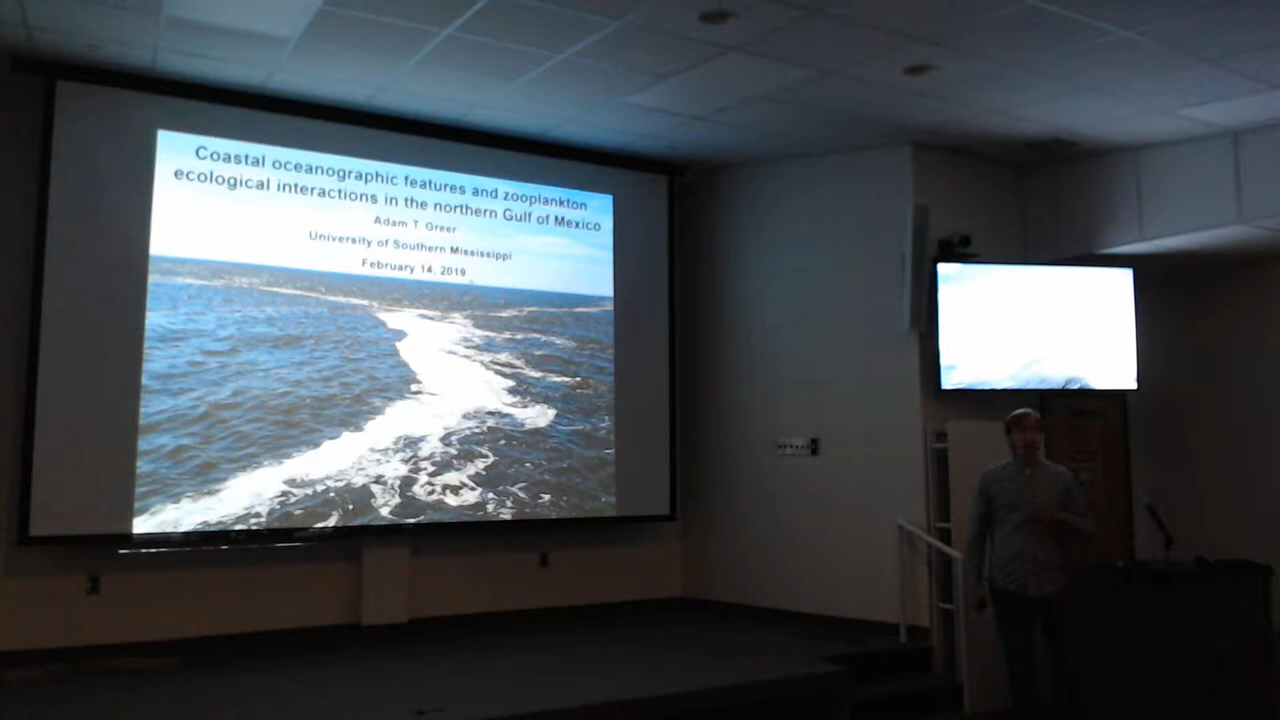 Coastal oceanographic features and zooplankton
ecological interactions in the northern Gulf of Mexico
Adam T Greer
University of Southern Mississippi
February 14, 2019